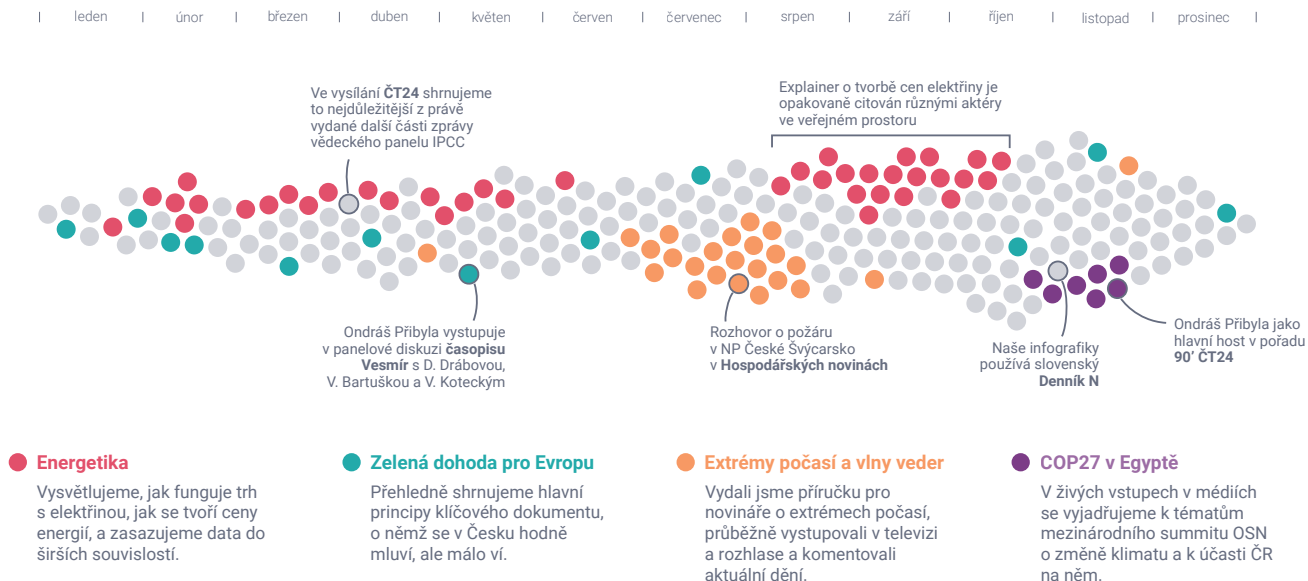 leden
únor
březen
duben
květen
červen
červenec
srpen
září
říjen
listopad
prosinec
Ve vysílání ČT24 shrnujeme
to nejdůležitější z právě
vydané další části zprávy
vědeckého panelu IPCC
Explainer o tvorbě cen elektřiny je
opakovaně citován různými aktéry
ve veřejném prostoru
Ondráš Přibyla vystupuje
v panelové diskuzi časopisu
Vesmír s D. Drábovou,
V. Bartuškou a V. Koteckým
Rozhovor o požáru
v NP České Švýcarsko
v Hospodářských novinách
Naše infografiky
používá slovenský
Denník N
Ondráš Přibyla jako
hlavní host v pořadu
90’ ČT24
Energetika
Vysvětlujeme, jak funguje trh
s elektřinou, jak se tvoří ceny
energií, a zasazujeme data do
širších souvislostí.
Zelená dohoda pro Evropu
Přehledně shrnujeme hlavní
principy klíčového dokumentu,
o němž se v Česku hodně
mluví, ale málo ví.
Extrémy počasí a vlny veder
Vydali jsme příručku pro
novináře o extrémech počasí,
průběžně vystupovali v televizi
a rozhlase a komentovali
aktuální dění.
COP27 v Egyptě
V živých vstupech v médiích
se vyjadřujeme k tématům
mezinárodního summitu OSN
o změně klimatu a k účasti ČR
na něm.